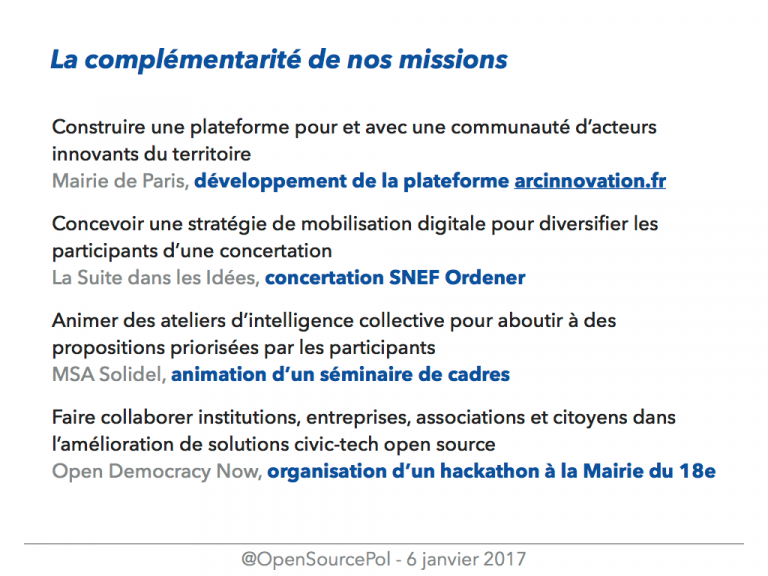 La complémentarité de nos missions
Construire une plateforme pour et avec une communauté d’acteurs
innovants du territoire
Mairie de Paris, développement de la plateforme arcinnovation.fr
Concevoir une stratégie de mobilisation digitale pour diversifier les
participants d’une concertation
La Suite dans les Idées, concertation SNEF Ordener
Animer des ateliers d’intelligence collective pour aboutir à des
propositions priorisées par les participants
MSA Solidel, animation d’un séminaire de cadres
Faire collaborer institutions, entreprises, associations et citoyens dans
l’amélioration de solutions civic-tech open source
Open Democracy Now, organisation d’un hackathon à la Mairie du 18e
@OpenSourcePol - 6 janvier 2017